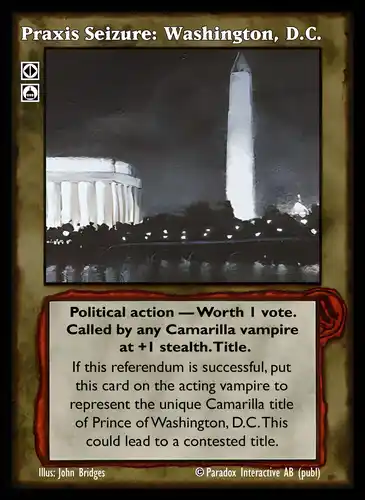 Praxis Seizure: Washington, D.C.
Political action — Worth 1 vote.
Called by any Camarilla vampire
at +1 stealth. Title.
If this referendum is successful, put
this card on the acting vampire to
represent the unique Camarilla title
of Prince of Washington, D.C. This
could lead to a contested title.
Illus: John Bridges
© Paradox Interactive AB (publ)